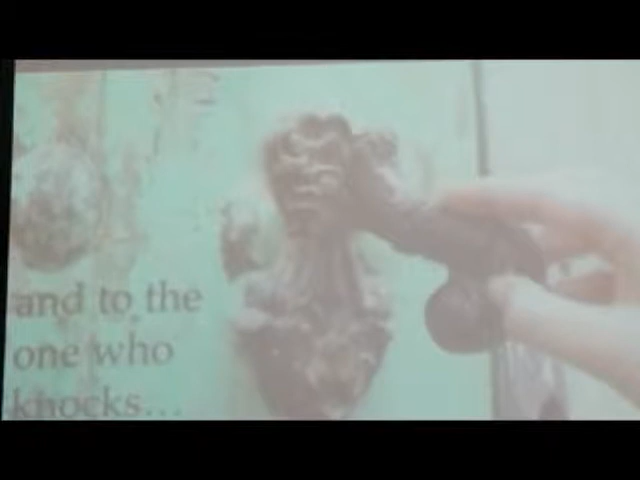 and to the
one who
knocks...